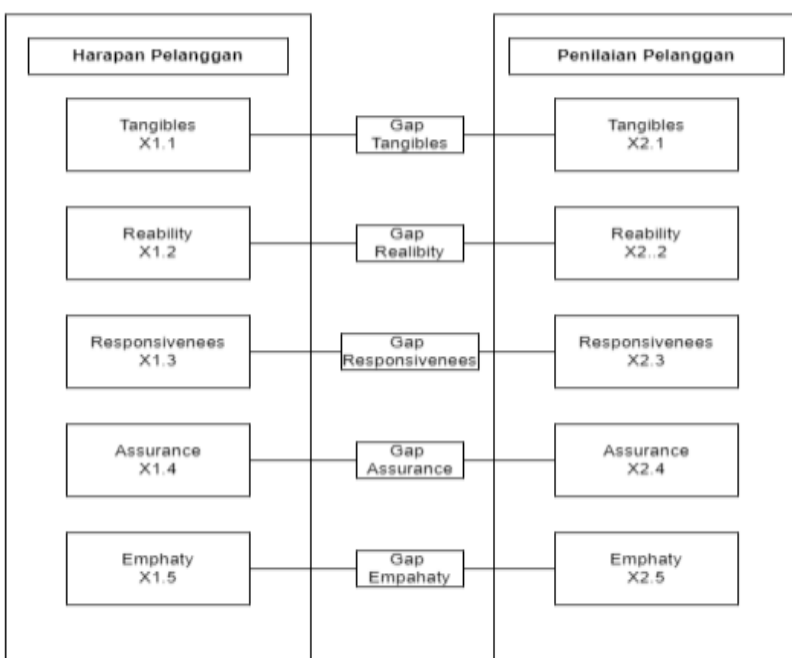 Harapan Pelanggan
Penilaian Pelanggan
Tangibles
X1.1
Gap
Tangibles
Tangibles
X2.1
Reability
X1.2
Gap
Realibity
Reability
X2..2
Responsivenees
X1.3
Gap
Responsivenees
Responsivenees
X2.3
Assurance
X1.4
Gap
Assurance
Assurance
X2.4
Emphaty
X1.5
Gap
Empahaty
Emphaty
X2.5